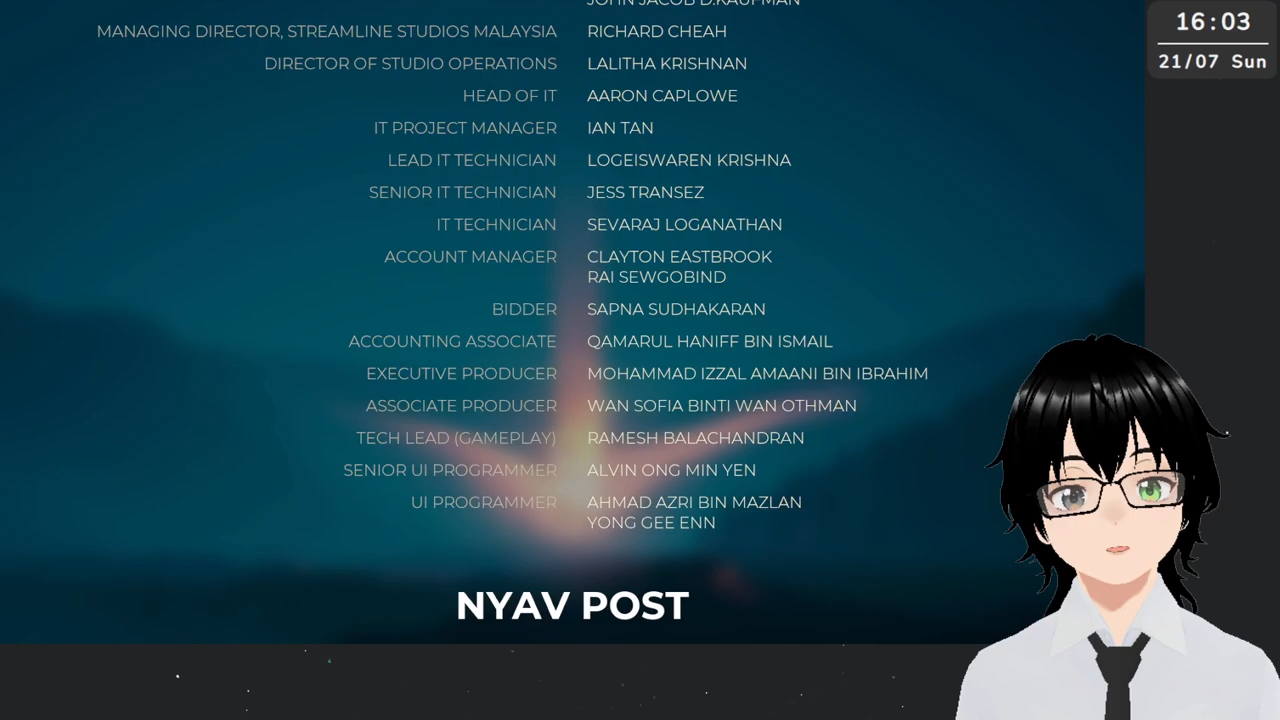 JOHN JACOB D.KAUFMAN
MANAGING DIRECTOR, STREAMLINE STUDIOS MALAYSIA RICHARD CHEAH
DIRECTOR OF STUDIO OPERATIONS LALITHA KRISHNAN
HEAD OF IT AARON CAPLOWE
IT PROJECT MANAGER IAN TAN
LEAD IT TECHNICIAN LOGEISWAREN KRISHNA
SENIOR IT TECHNICIAN JESS TRANSEZ
IT TECHNICIAN SEVARAJ LOGANATHAN
ACCOUNT MANAGER CLAYTON EASTBROOK
RAI SEWGOBIND
BIDDER SAPNA SUDHAKARAN
ACCOUNTING ASSOCIATE QAMARUL HANIFF BIN ISMAIL
EXECUTIVE PRODUCER MOHAMMAD IZZAL AMAANI BIN IBRAHIM
ASSOCIATE PRODUCER WAN SOFIA BINTI WAN OTHMAN
TECH LEAD (GAMEPLAY) RAMESH BALACHANDRAN
SENIOR UI PROGRAMMER ALVIN ONG MIN YEN
UI PROGRAMMER AHMAD AZRI BIN MAZLAN
YONG GEE ENN
NYAV POST
16:03
21/07 Sun